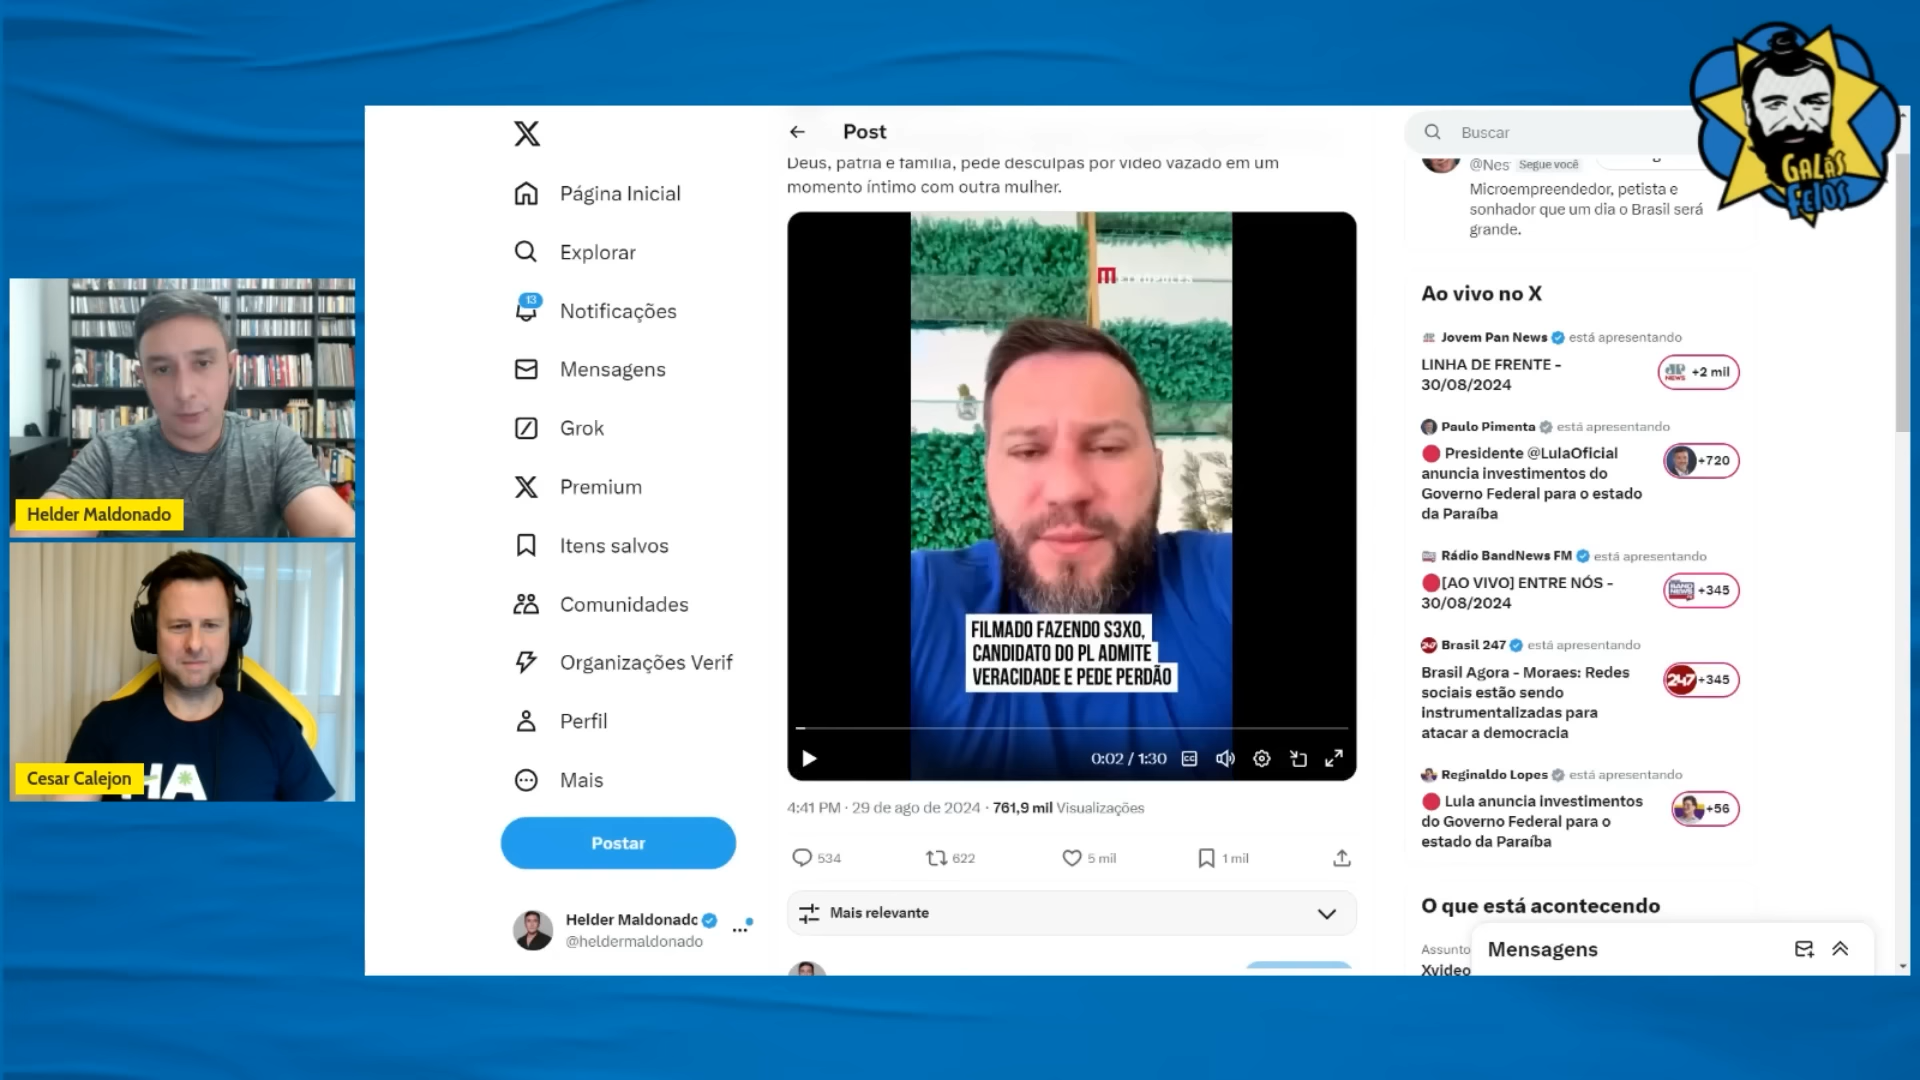 GALÃS
FEIOS
Helder Maldonado
Cesar Calejon
HA
Página Inicial
Explorar
13
Notificações
Mensagens
Grok
Premium
Itens salvos
Comunidades
Organizações Verif
Perfil
Mais
Postar
Helder Maldonado
@heldermaldonado
Post
Deus, pátria e família, pede desculpas por vídeo vazado em um
momento íntimo com outra mulher.
METRÓPOLES
FILMADO FAZENDO S3X0,
CANDIDATO DO PL ADMITE
VERACIDADE E PEDE PERDÃO
0:02 / 1:30
4:41 PM · 29 de ago de 2024 · 761,9 mil Visualizações
534
622
5 mil
1 mil
Mais relevante
Buscar
@Nes Segue você
Microempreendedor, petista e
sonhador que um dia o Brasil será
grande.
Ao vivo no X
Jovem Pan News está apresentando
LINHA DE FRENTE -
30/08/2024
JP NEWS +2 mil
Paulo Pimenta está apresentando
Presidente @LulaOficial
anuncia investimentos do
Governo Federal para o estado
da Paraíba
+720
Rádio BandNews FM está apresentando
[AO VIVO] ENTRE NÓS -
30/08/2024
+345
Brasil 247 está apresentando
Brasil Agora - Moraes: Redes
sociais estão sendo
instrumentalizadas para
atacar a democracia
247 +345
Reginaldo Lopes está apresentando
Lula anuncia investimentos
do Governo Federal para o
estado da Paraíba
+56
O que está acontecendo
Assunto
Xvideo
Mensagens